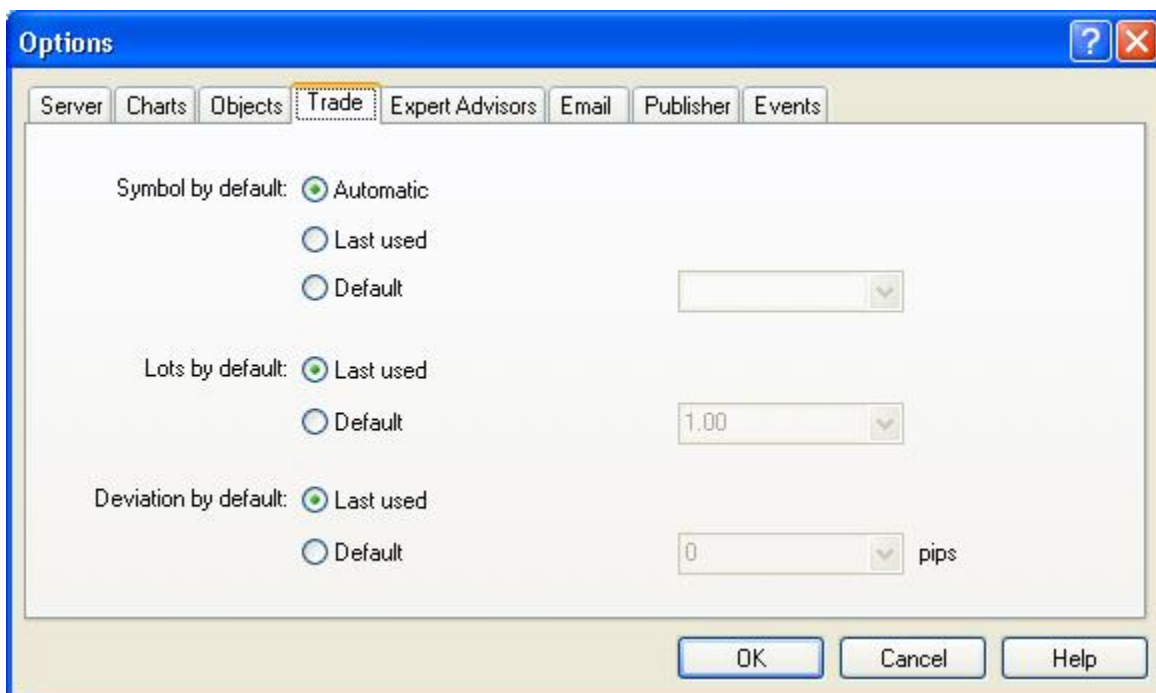 Options
Server Charts Objects Trade Expert Advisors Email Publisher Events
Symbol by default: Automatic
Last used
Default
Lots by default: Last used
Default 1.00
Deviation by default: Last used
Default 0 pips
OK Cancel Help